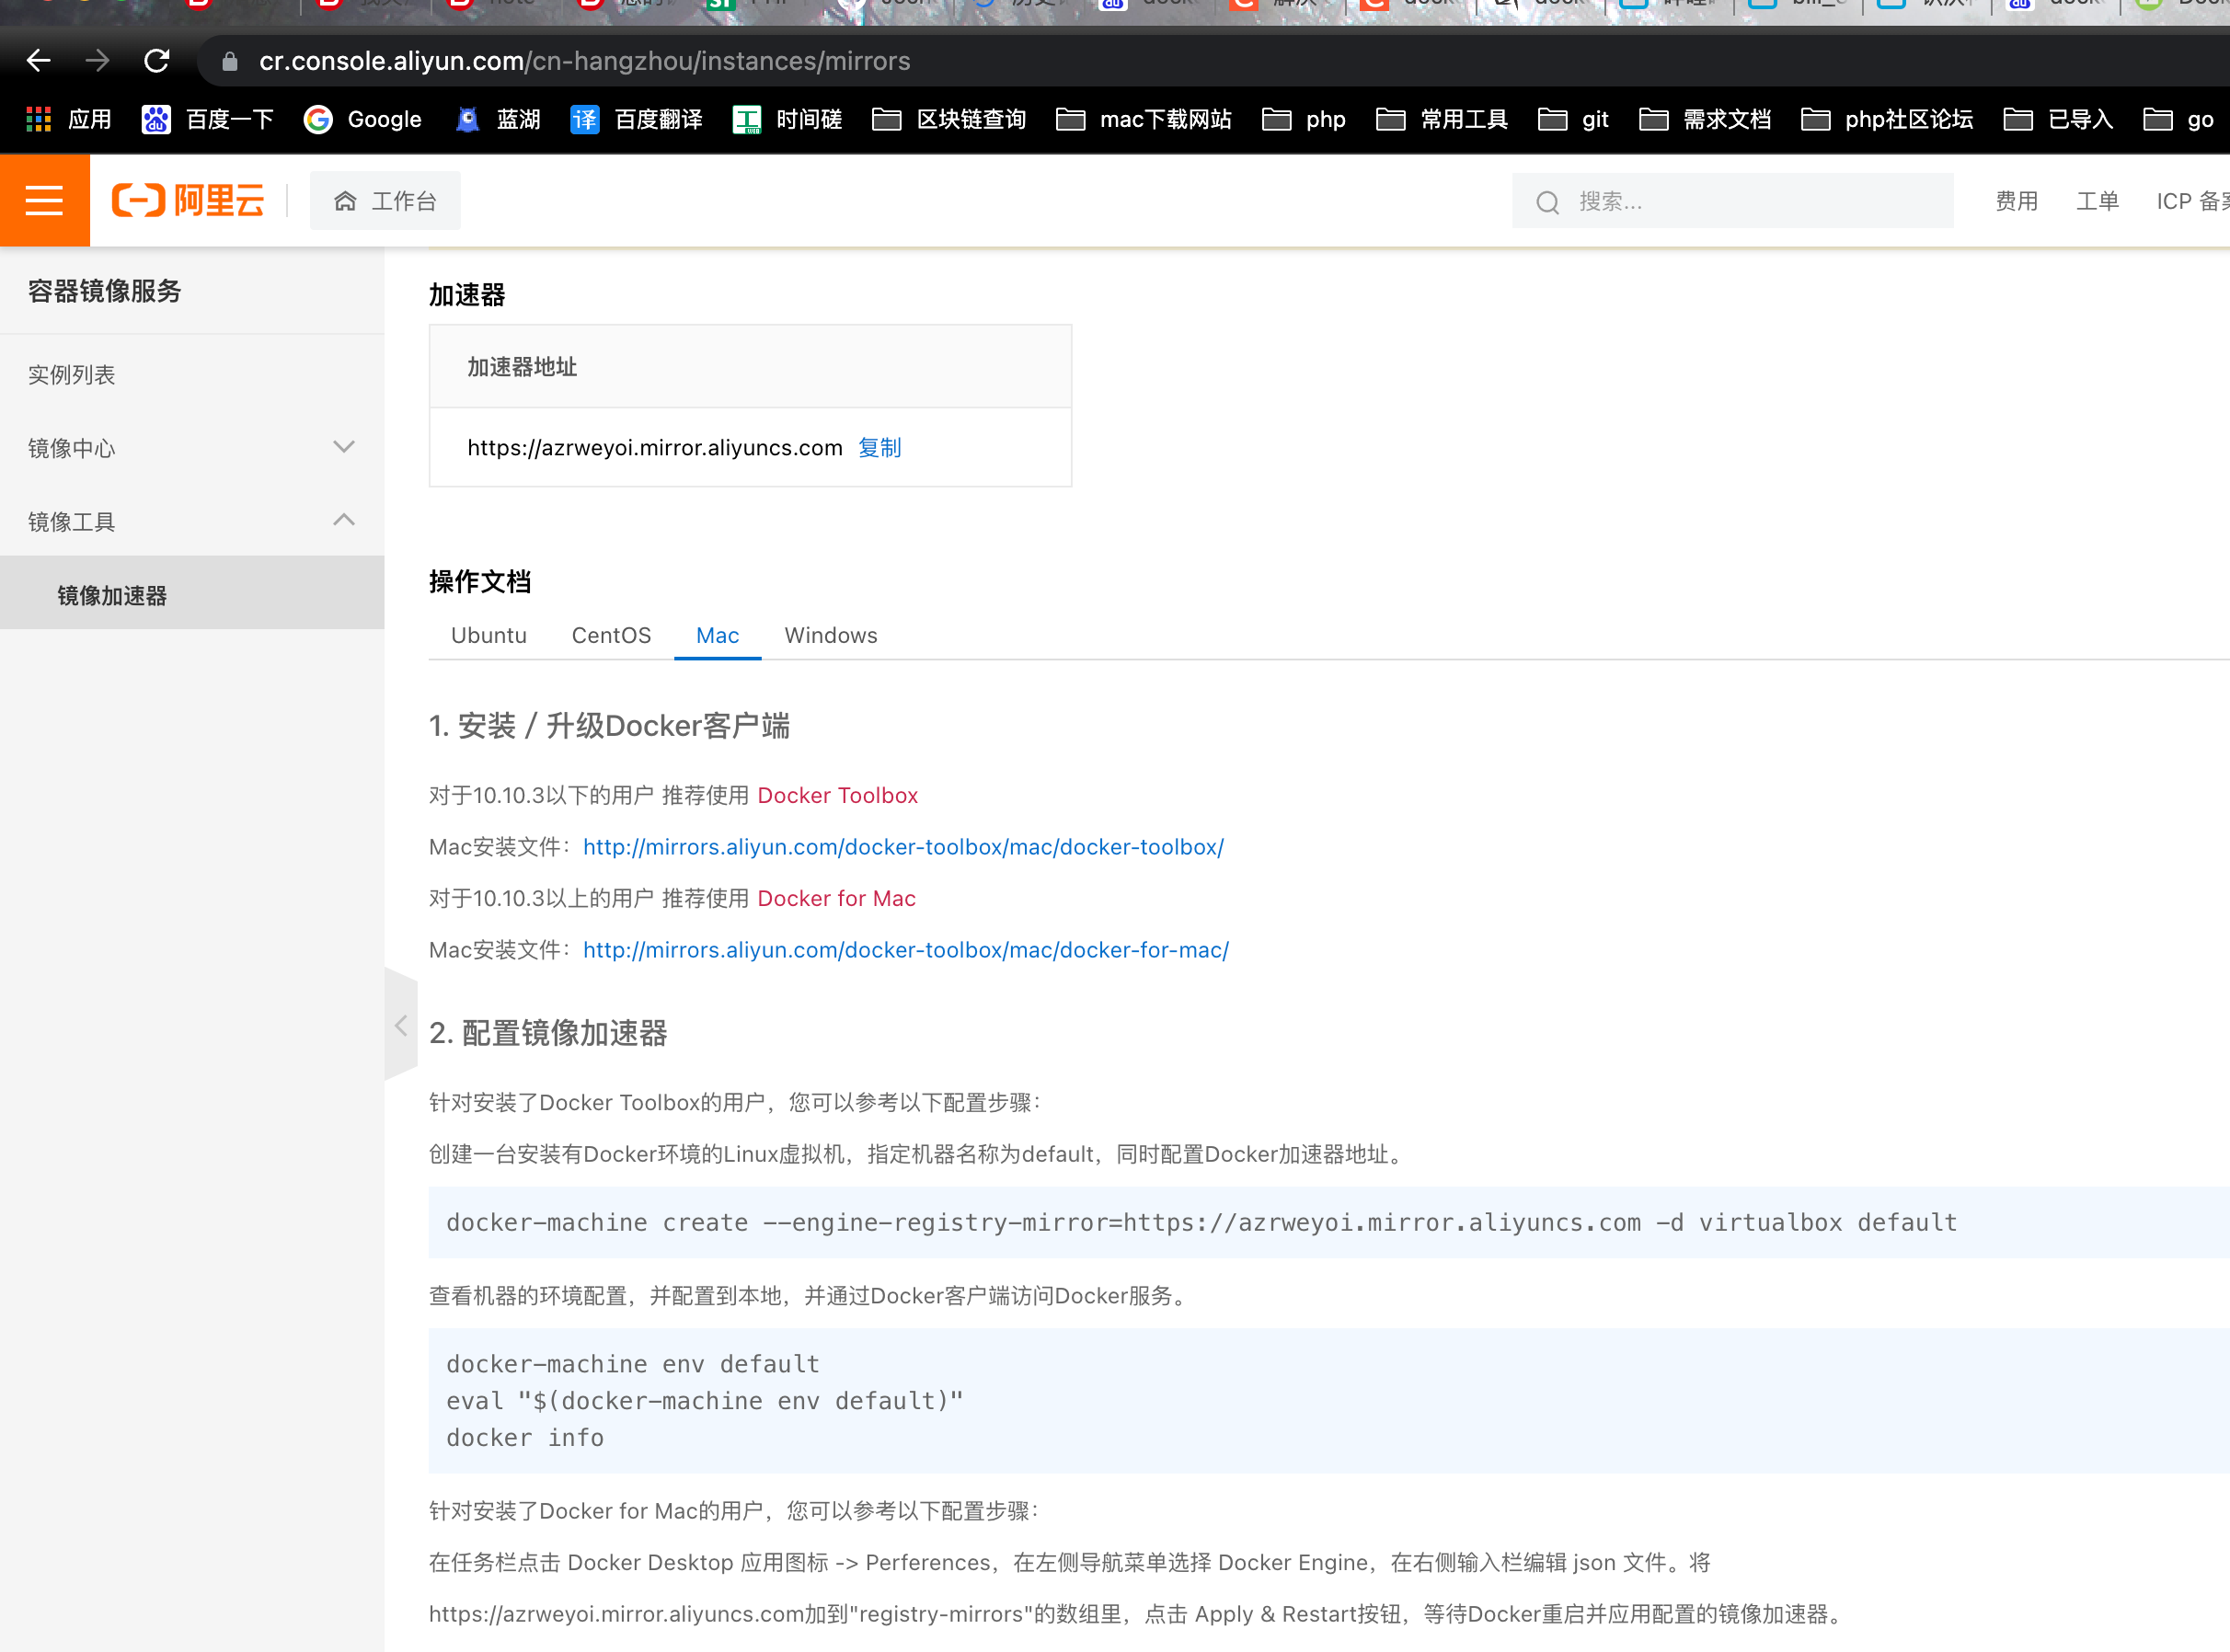 cr.console.aliyun.com/cn-hangzhou/instances/mirrors
应用 百度一下 Google 蓝湖 百度翻译 时间磋 区块链查询 mac下载网站 php 常用工具 git 需求文档 php社区论坛 已导入 go
阿里云 工作台 搜索... 费用 工单 ICP 备案
容器镜像服务
实例列表
镜像中心
镜像工具
镜像加速器
加速器
加速器地址
https://azrweyoi.mirror.aliyuncs.com 复制
操作文档
Ubuntu CentOS Mac Windows
1. 安装 / 升级Docker客户端
对于10.10.3以下的用户 推荐使用 Docker Toolbox
Mac安装文件：http://mirrors.aliyun.com/docker-toolbox/mac/docker-toolbox/
对于10.10.3以上的用户 推荐使用 Docker for Mac
Mac安装文件：http://mirrors.aliyun.com/docker-toolbox/mac/docker-for-mac/
2. 配置镜像加速器
针对安装了Docker Toolbox的用户，您可以参考以下配置步骤：
创建一台安装有Docker环境的Linux虚拟机，指定机器名称为default，同时配置Docker加速器地址。
docker-machine create --engine-registry-mirror=https://azrweyoi.mirror.aliyuncs.com -d virtualbox default
查看机器的环境配置，并配置到本地，并通过Docker客户端访问Docker服务。
docker-machine env default
eval "$(docker-machine env default)"
docker info
针对安装了Docker for Mac的用户，您可以参考以下配置步骤：
在任务栏点击 Docker Desktop 应用图标 -> Perferences，在左侧导航菜单选择 Docker Engine，在右侧输入栏编辑 json 文件。将
https://azrweyoi.mirror.aliyuncs.com加到"registry-mirrors"的数组里，点击 Apply & Restart按钮，等待Docker重启并应用配置的镜像加速器。